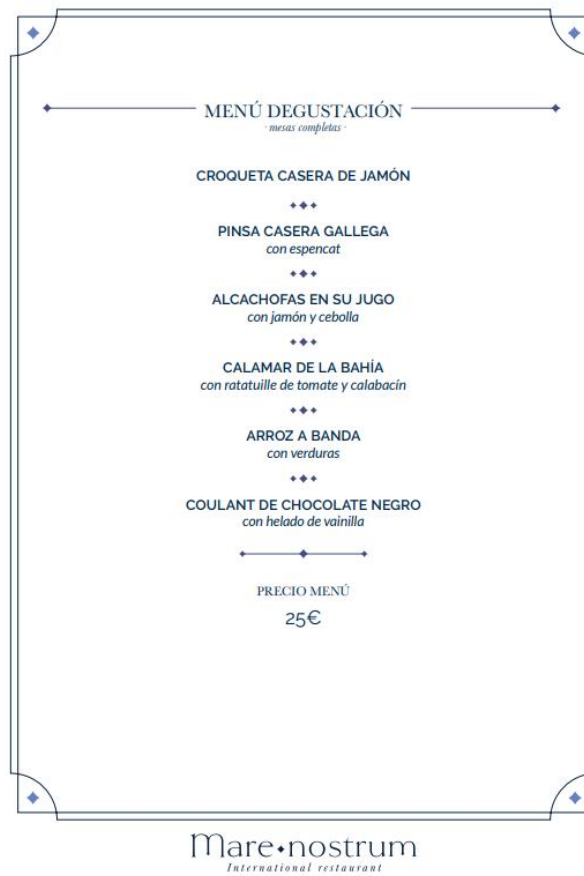 MENÚ DEGUSTACIÓN
· mesas completas ·
CROQUETA CASERA DE JAMÓN
PINSA CASERA GALLEGA
con espencat
ALCACHOFAS EN SU JUGO
con jamón y cebolla
CALAMAR DE LA BAHÍA
con ratatuille de tomate y calabacín
ARROZ A BANDA
con verduras
COULANT DE CHOCOLATE NEGRO
con helado de vainilla
PRECIO MENÚ
25€
Mare nostrum
International restaurant